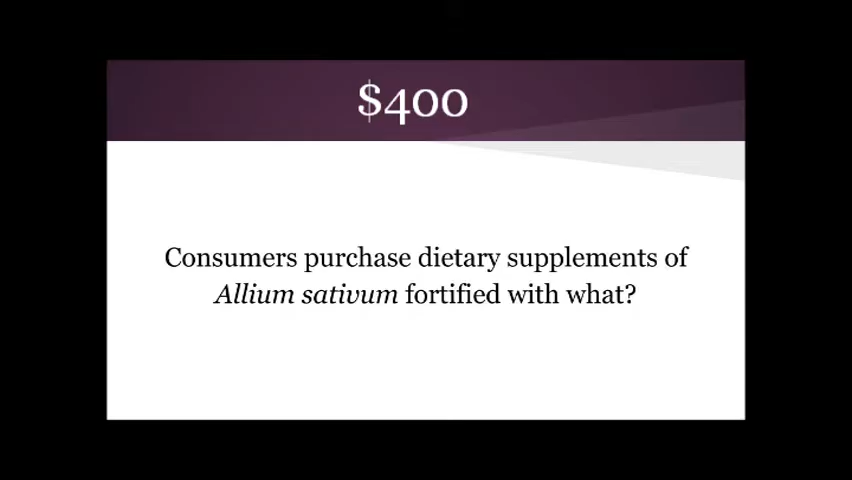 $400
Consumers purchase dietary supplements of
Allium sativum fortified with what?